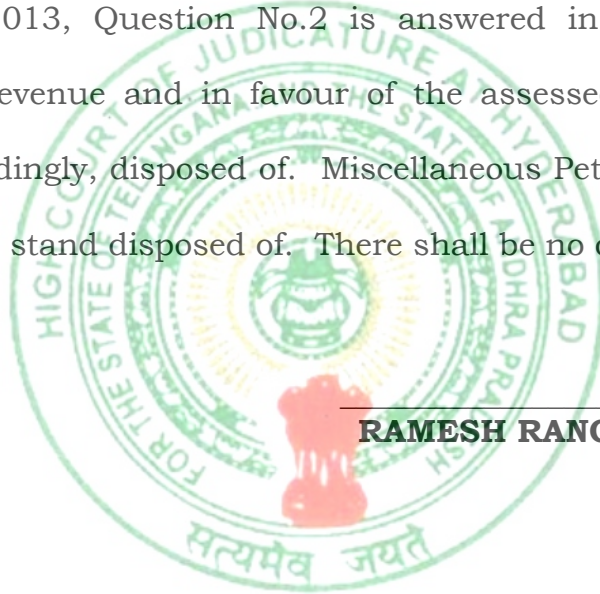 013, Question No.2 is answered in
evenue and in favour of the assesse
dingly, disposed of. Miscellaneous Pet
stand disposed of. There shall be no
RAMESH RANG
HIGH COURT OF JUDICATURE AT HYDERABAD
FOR THE STATE OF TELANGANA AND THE STATE OF ANDHRA PRADESH
सत्यमेव जयते